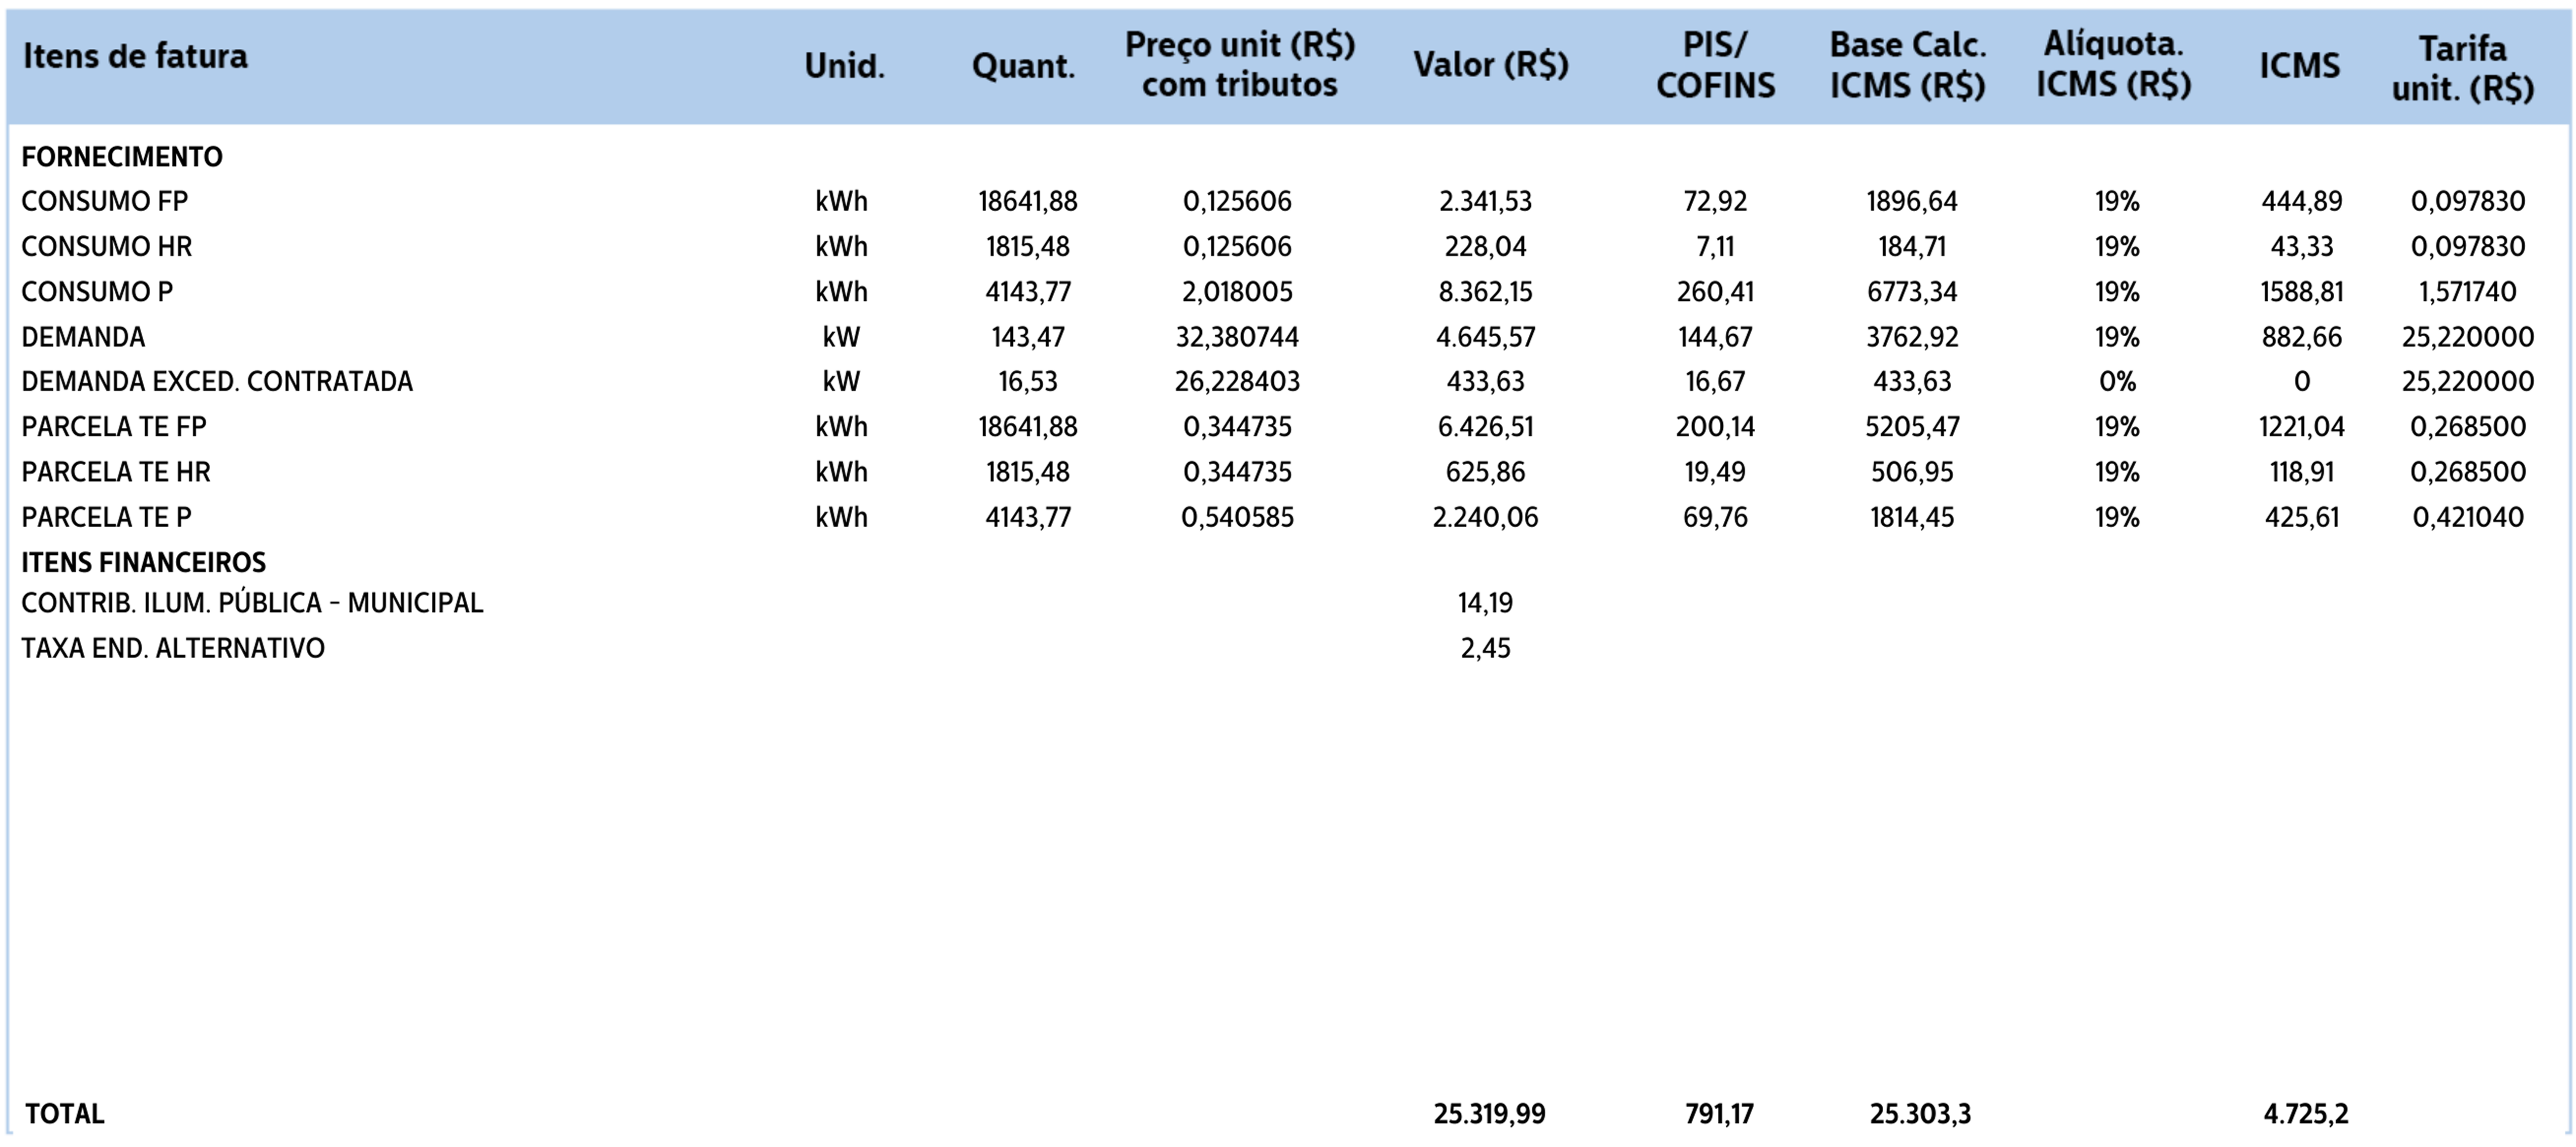 Itens de fatura Unid. Quant. Preço unit (R$) com tributos Valor (R$) PIS/ COFINS Base Calc. ICMS (R$) Alíquota. ICMS (R$) ICMS Tarifa unit. (R$)
FORNECIMENTO
CONSUMO FP kWh 18641,88 0,125606 2.341,53 72,92 1896,64 19% 444,89 0,097830
CONSUMO HR kWh 1815,48 0,125606 228,04 7,11 184,71 19% 43,33 0,097830
CONSUMO P kWh 4143,77 2,018005 8.362,15 260,41 6773,34 19% 1588,81 1,571740
DEMANDA kW 143,47 32,380744 4.645,57 144,67 3762,92 19% 882,66 25,220000
DEMANDA EXCED. CONTRATADA kW 16,53 26,228403 433,63 16,67 433,63 0% 0 25,220000
PARCELA TE FP kWh 18641,88 0,344735 6.426,51 200,14 5205,47 19% 1221,04 0,268500
PARCELA TE HR kWh 1815,48 0,344735 625,86 19,49 506,95 19% 118,91 0,268500
PARCELA TE P kWh 4143,77 0,540585 2.240,06 69,76 1814,45 19% 425,61 0,421040
ITENS FINANCEIROS
CONTRIB. ILUM. PÚBLICA - MUNICIPAL 14,19
TAXA END. ALTERNATIVO 2,45
TOTAL 25.319,99 791,17 25.303,3 4.725,2